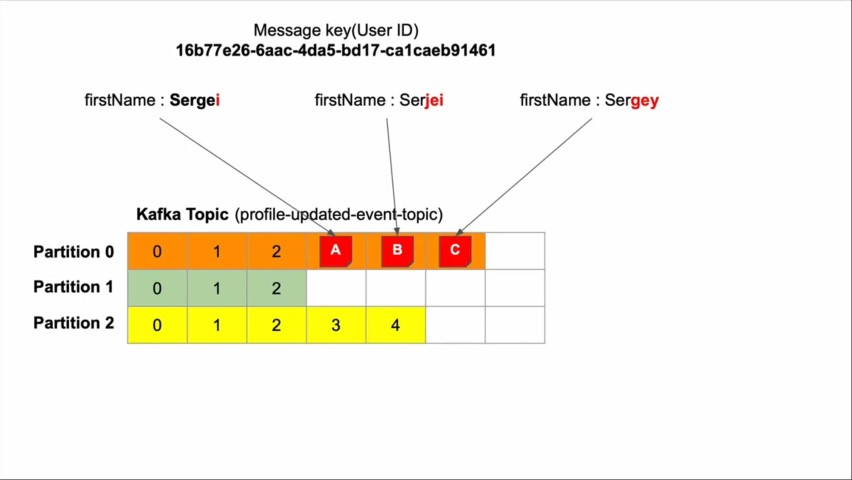 Message key(User ID)
16b77e26-6aac-4da5-bd17-ca1caeb91461
firstName : Sergei
firstName : Serjei
firstName : Sergey
Kafka Topic (profile-updated-event-topic)
Partition 0 0 1 2 A B C
Partition 1 0 1 2
Partition 2 0 1 2 3 4